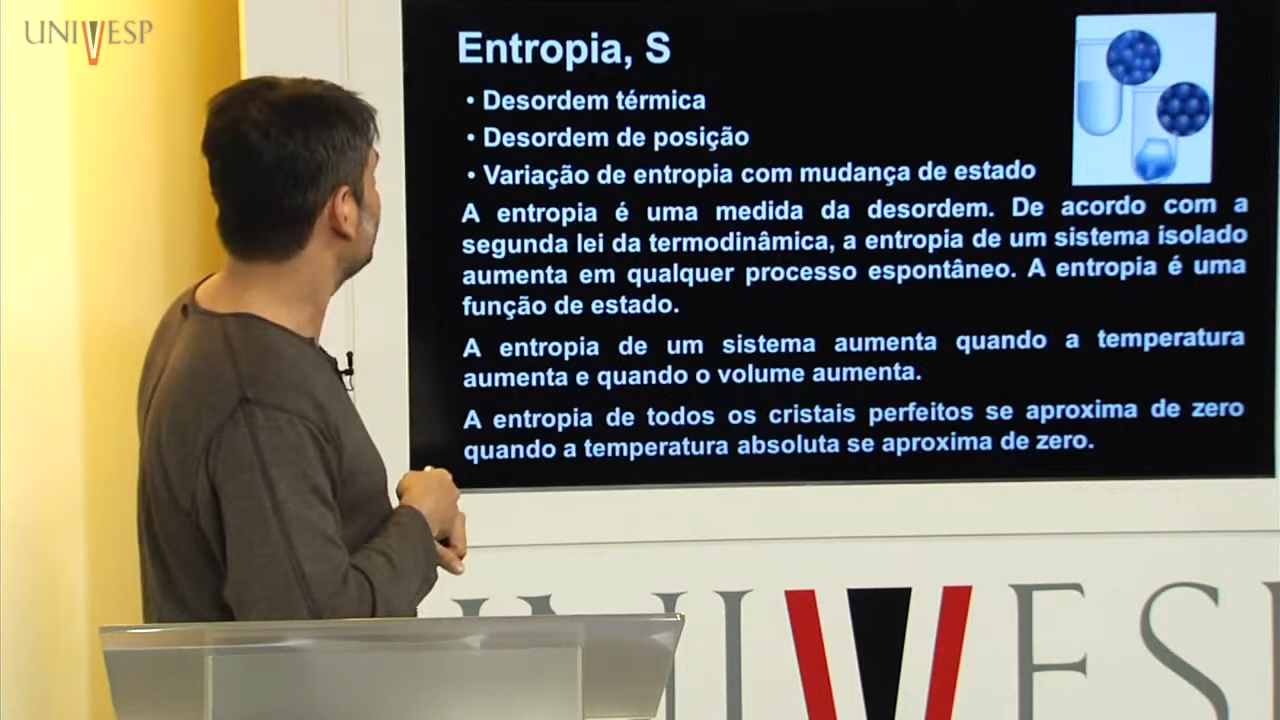 UNIVESP
Entropia, S
• Desordem térmica
• Desordem de posição
• Variação de entropia com mudança de estado
A entropia é uma medida da desordem. De acordo com a
segunda lei da termodinâmica, a entropia de um sistema isolado
aumenta em qualquer processo espontâneo. A entropia é uma
função de estado.
A entropia de um sistema aumenta quando a temperatura
aumenta e quando o volume aumenta.
A entropia de todos os cristais perfeitos se aproxima de zero
quando a temperatura absoluta se aproxima de zero.
UNIVESP